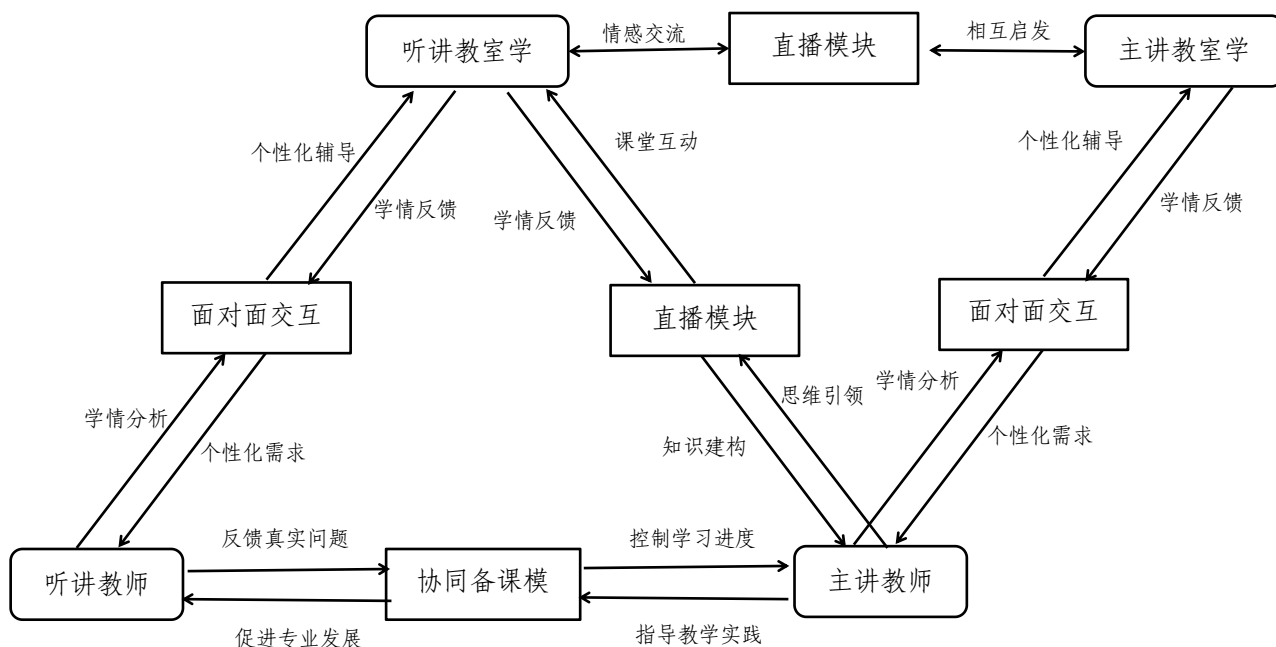 听讲教室学
情感交流
直播模块
相互启发
主讲教室学
个性化辅导
课堂互动
个性化辅导
学情反馈
学情反馈
学情反馈
面对面交互
直播模块
面对面交互
学情分析
思维引领
学情分析
个性化需求
知识建构
个性化需求
反馈真实问题
控制学习进度
听讲教师
协同备课模
主讲教师
促进专业发展
指导教学实践